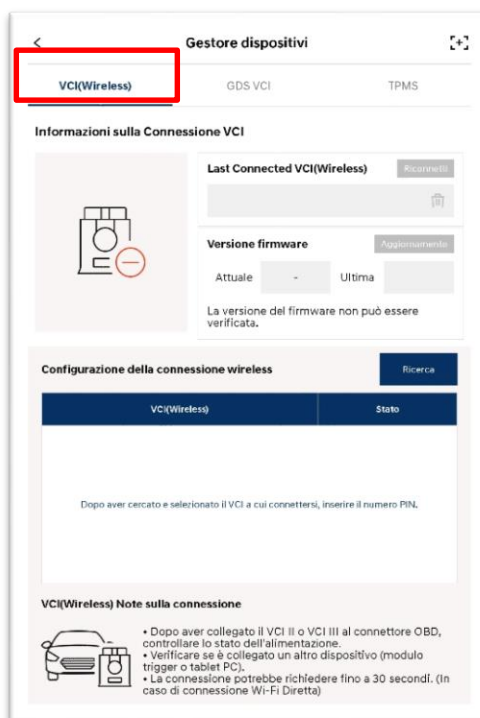 Gestore dispositivi
VCI(Wireless) GDS VCI TPMS
Informazioni sulla Connessione VCI
Last Connected VCI(Wireless) Riconnetti
Versione firmware Aggiornamento
Attuale - Ultima
La versione del firmware non può essere
verificata.
Configurazione della connessione wireless Ricerca
VCI(Wireless) Stato
Dopo aver cercato e selezionato il VCI a cui connettersi, inserire il numero PIN.
VCI(Wireless) Note sulla connessione
• Dopo aver collegato il VCI II o VCI III al connettore OBD,
controllare lo stato dell'alimentazione.
• Verificare se è collegato un altro dispositivo (modulo
trigger o tablet PC).
• La connessione potrebbe richiedere fino a 30 secondi. (In
caso di connessione Wi-Fi Diretta)